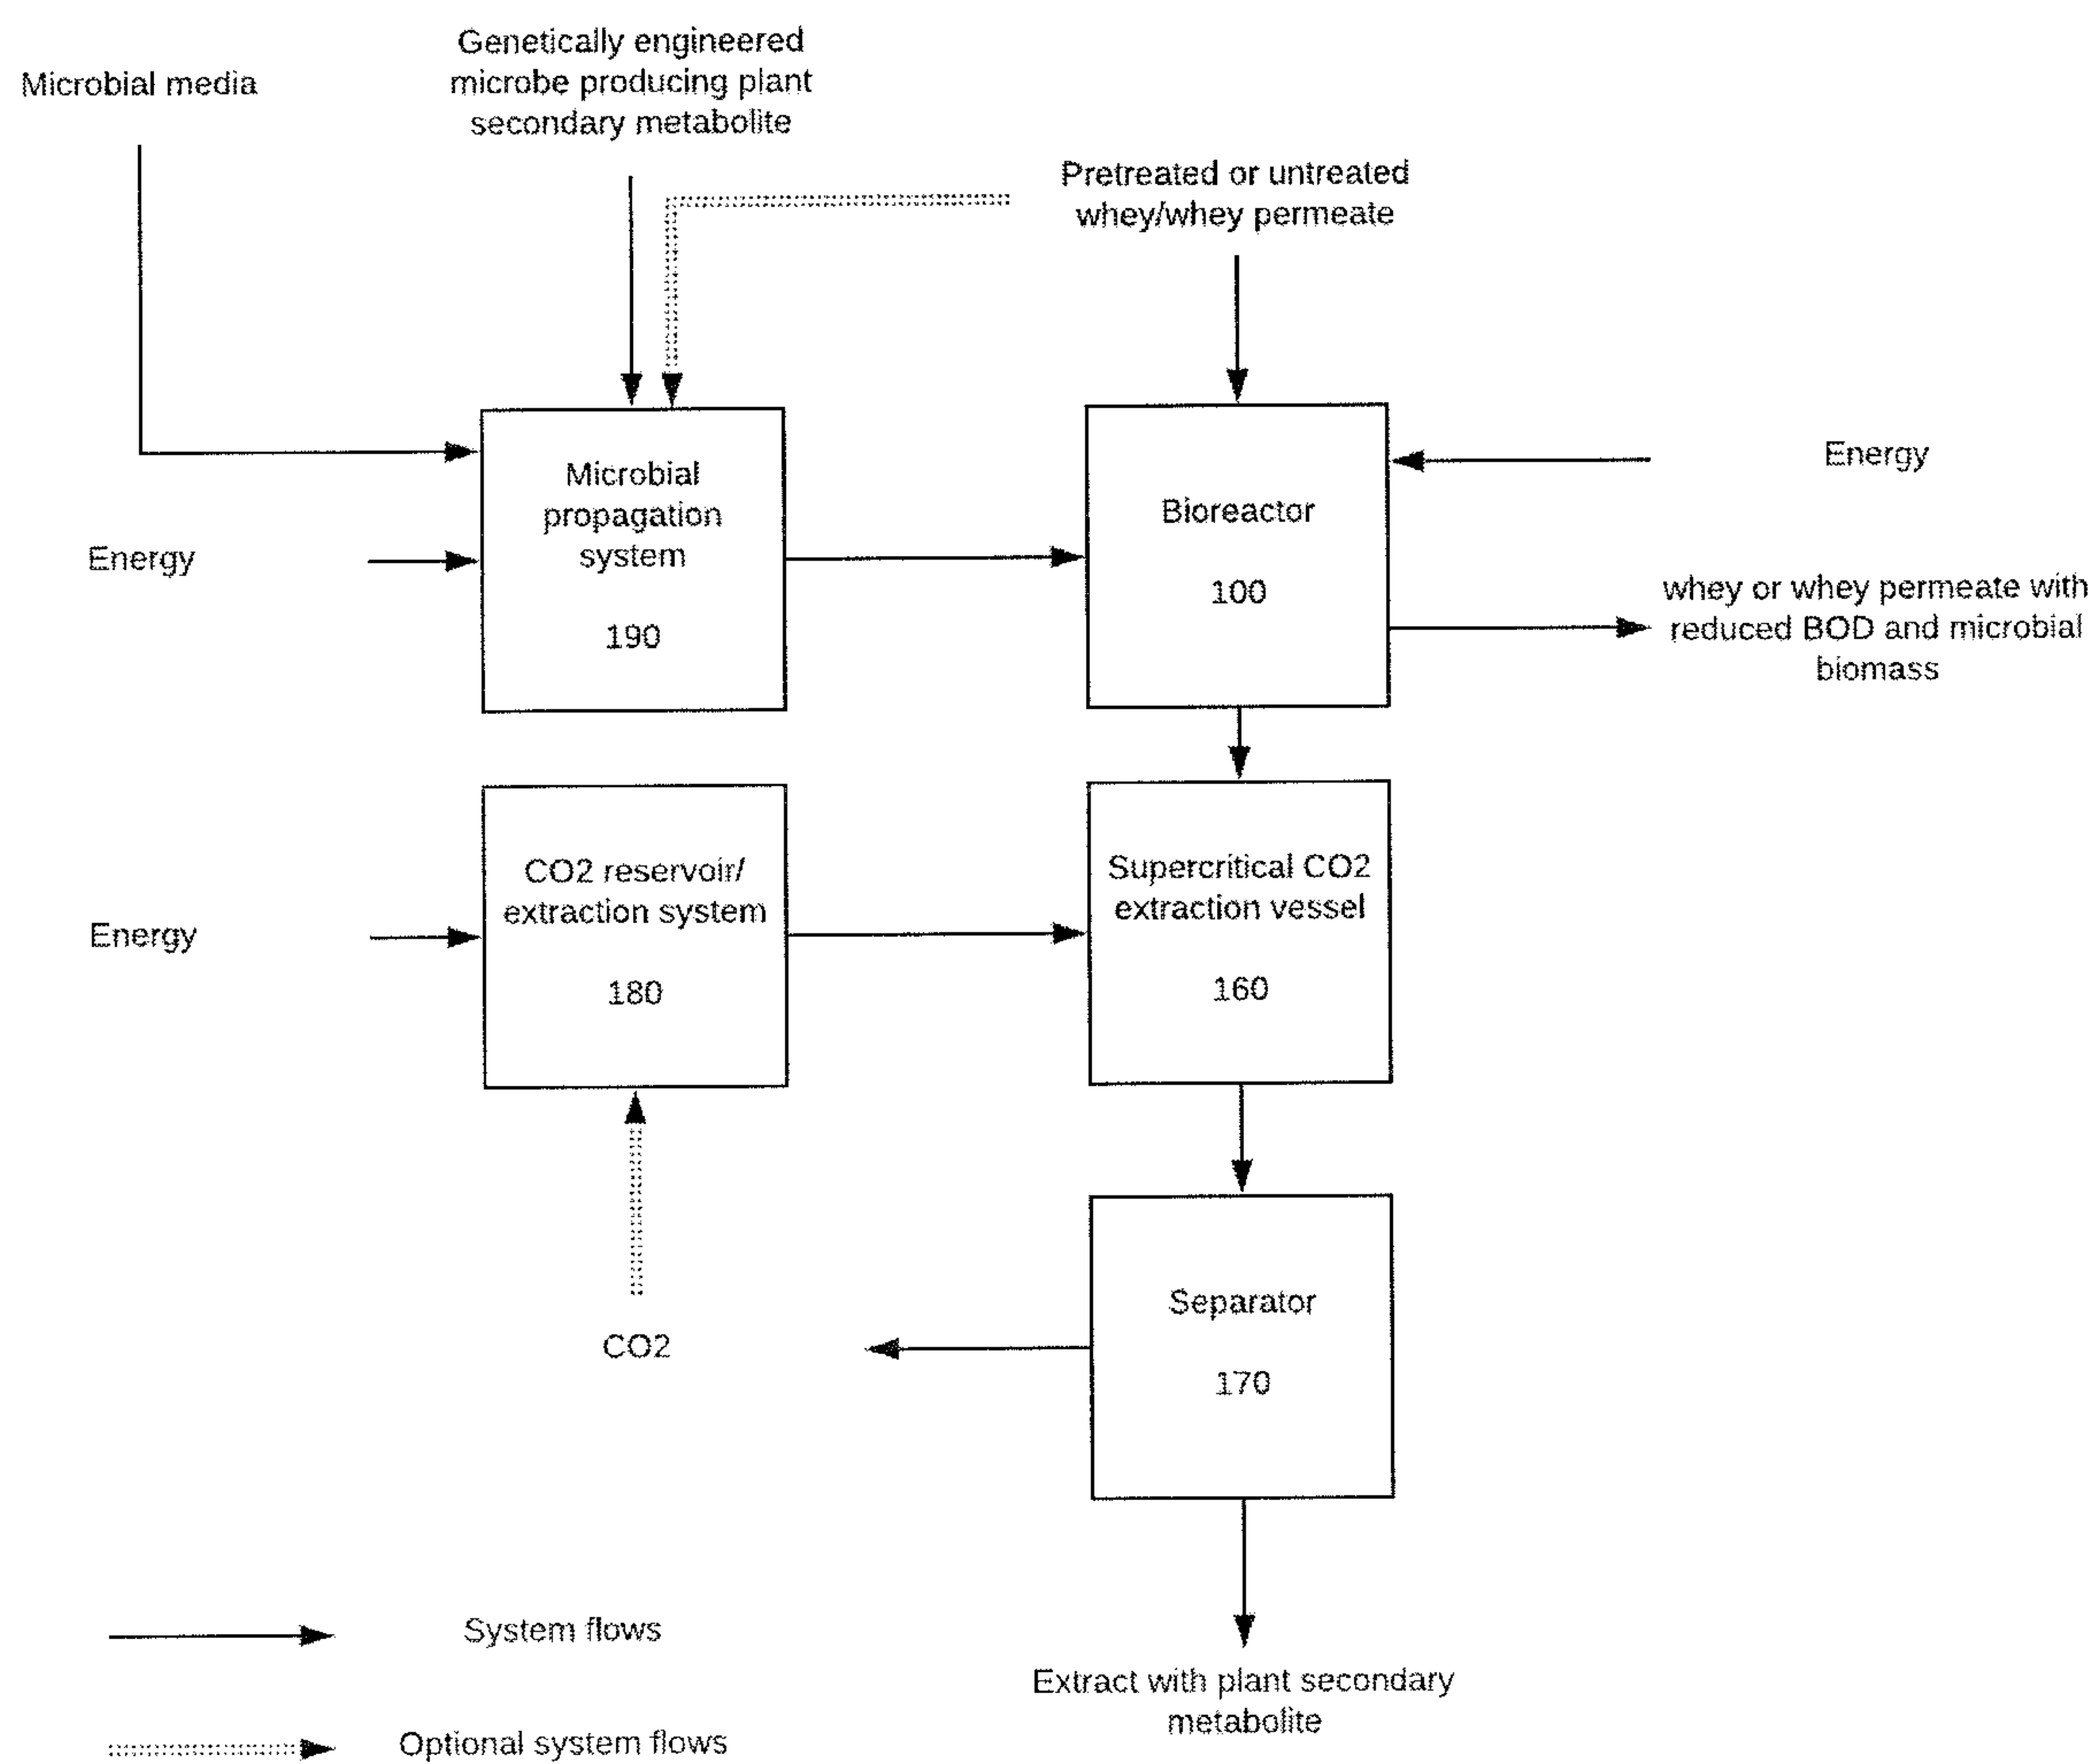 Microbial media
Genetically engineered
microbe producing plant
secondary metabolite
Pretreated or untreated
whey/whey permeate
Microbial
propagation
system
190
Bioreactor
100
Energy
Energy
whey or whey permeate with
reduced BOD and microbial
biomass
CO2 reservoir/
extraction system
180
Supercritical CO2
extraction vessel
160
Energy
Separator
170
CO2
System flows
Extract with plant secondary
metabolite
Optional system flows